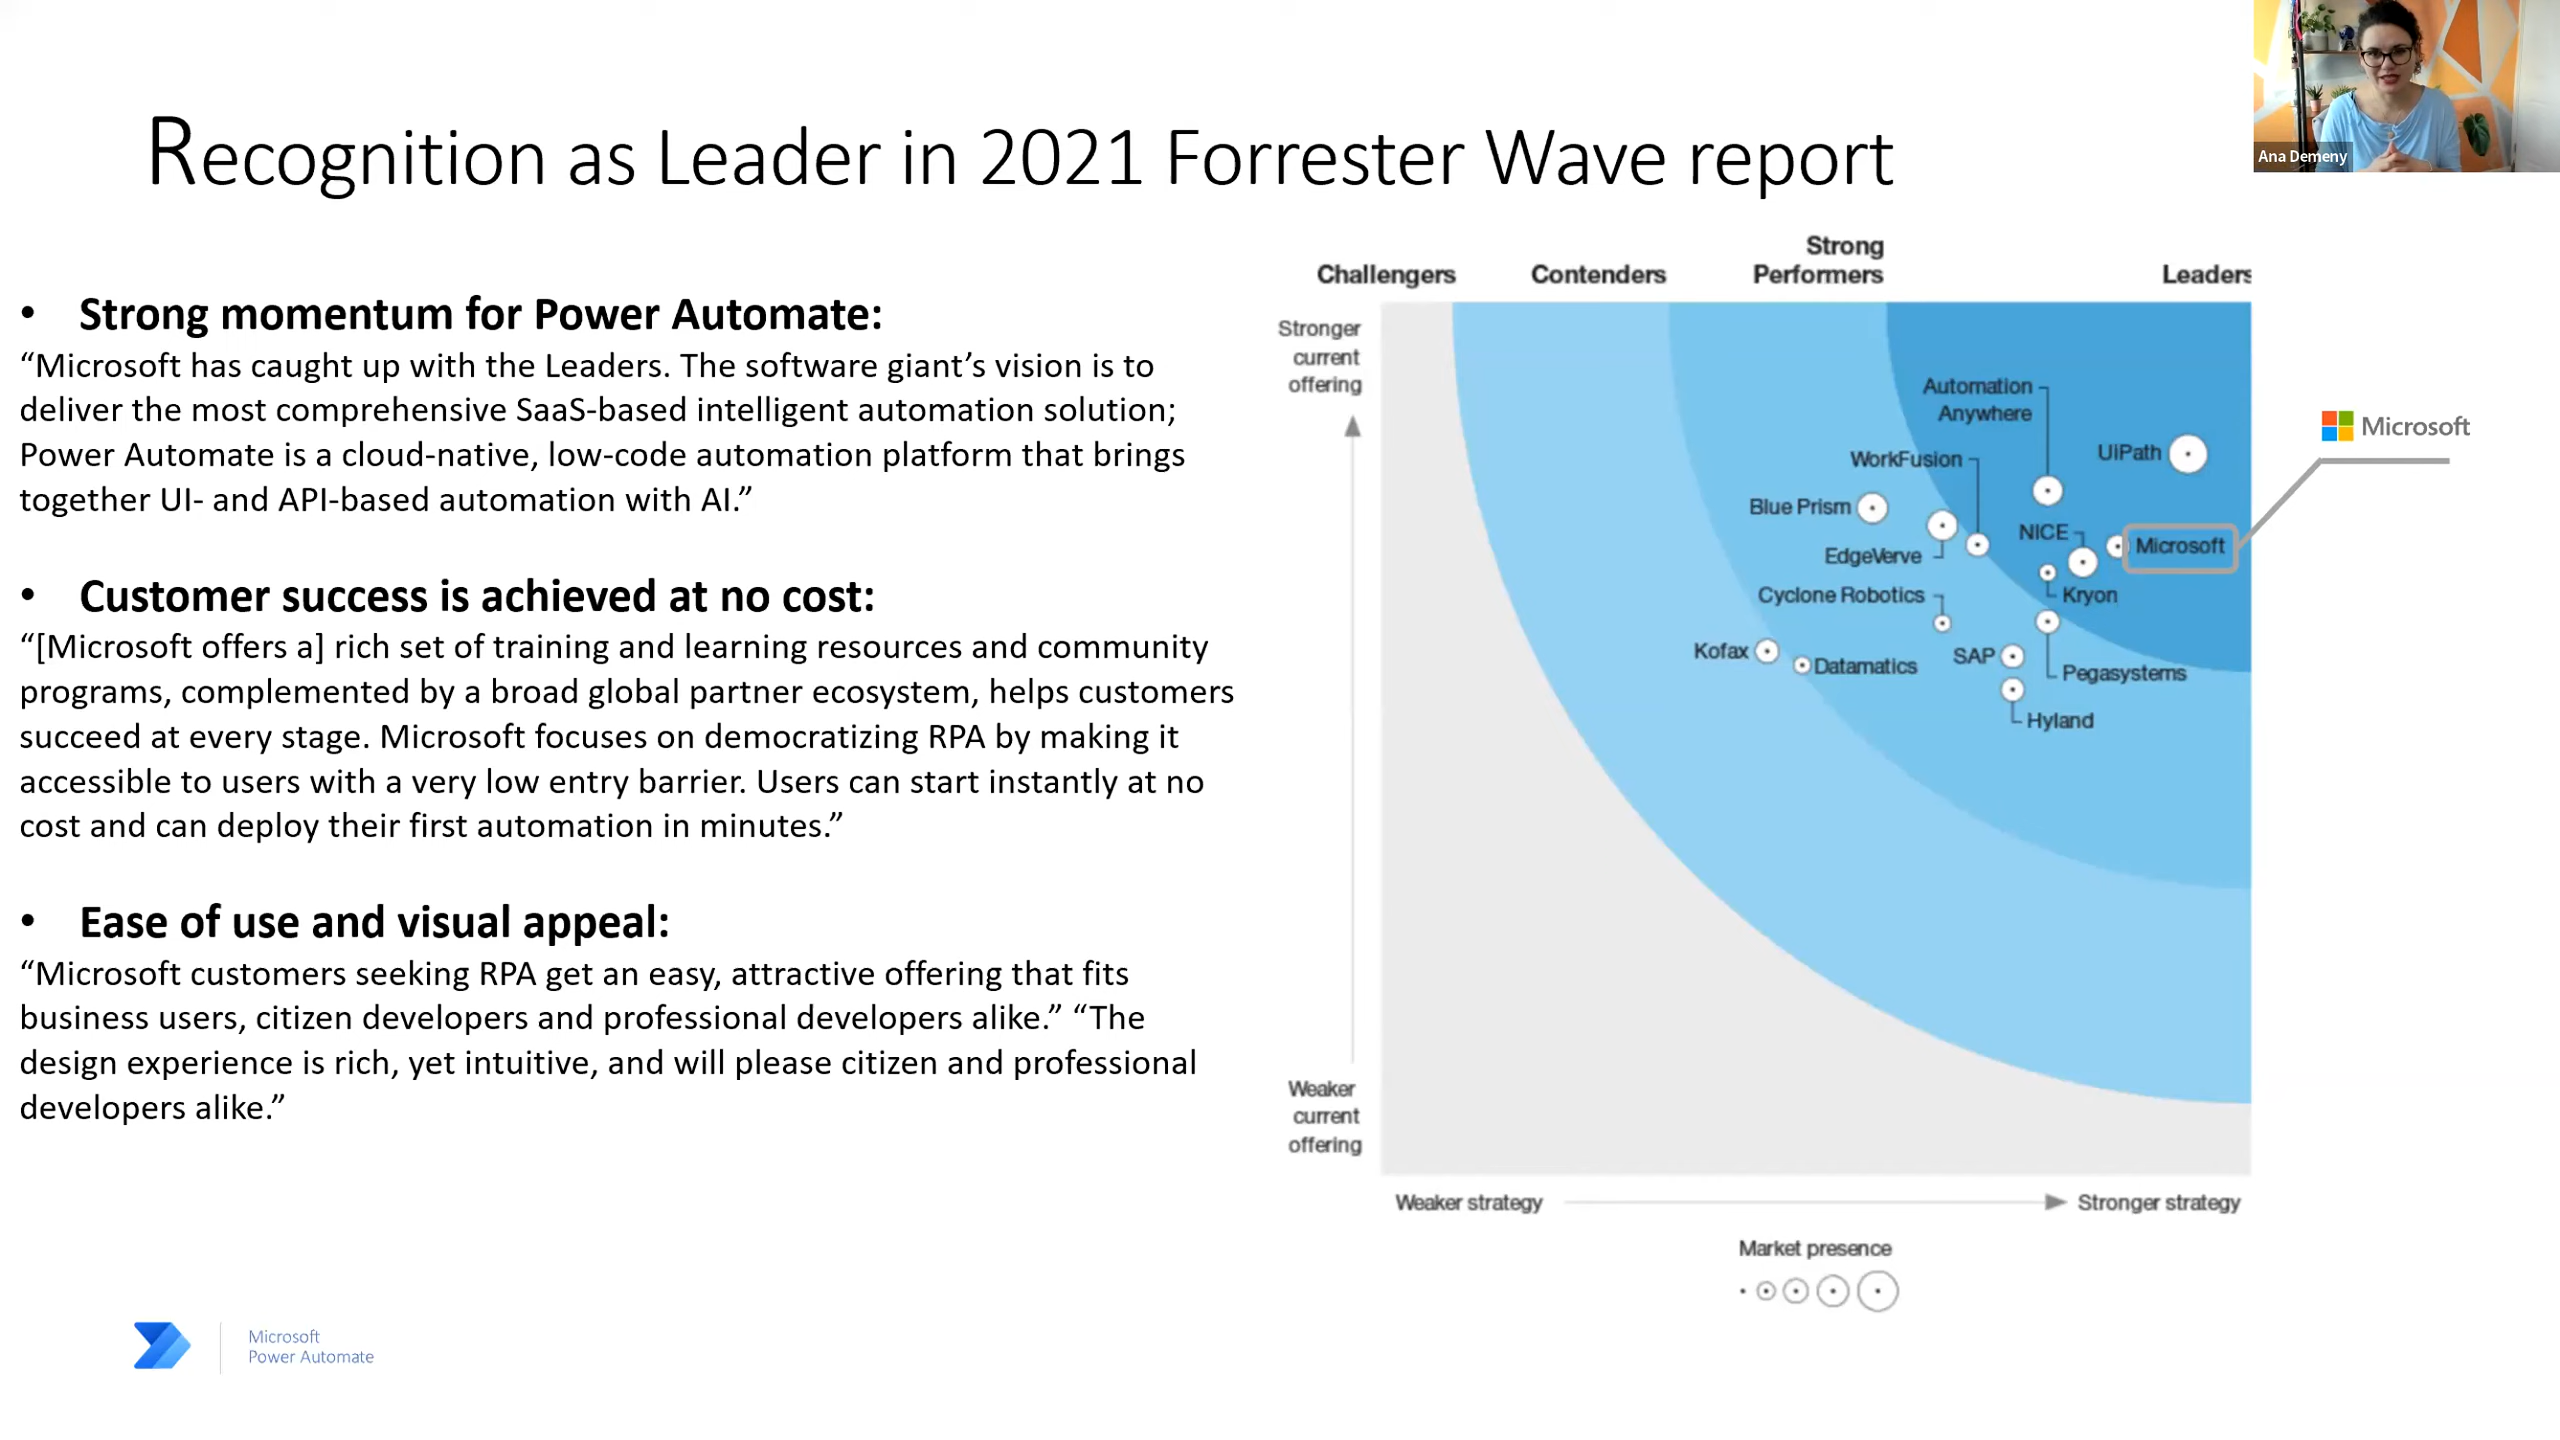 Ana Demeny
Recognition as Leader in 2021 Forrester Wave report
• Strong momentum for Power Automate:
“Microsoft has caught up with the Leaders. The software giant’s vision is to
deliver the most comprehensive SaaS-based intelligent automation solution;
Power Automate is a cloud-native, low-code automation platform that brings
together UI- and API-based automation with AI.”
• Customer success is achieved at no cost:
“[Microsoft offers a] rich set of training and learning resources and community
programs, complemented by a broad global partner ecosystem, helps customers
succeed at every stage. Microsoft focuses on democratizing RPA by making it
accessible to users with a very low entry barrier. Users can start instantly at no
cost and can deploy their first automation in minutes.”
• Ease of use and visual appeal:
“Microsoft customers seeking RPA get an easy, attractive offering that fits
business users, citizen developers and professional developers alike.” “The
design experience is rich, yet intuitive, and will please citizen and professional
developers alike.”
Challengers
Contenders
Strong
Performers
Leaders
Stronger
current
offering
Automation
Anywhere
UiPath
WorkFusion
Blue Prism
EdgeVerve
NICE
Microsoft
Microsoft
Kryon
Cyclone Robotics
Kofax
Datamatics
SAP
Pegasystems
Hyland
Weaker
current
offering
Weaker strategy
Stronger strategy
Market presence
Microsoft
Power Automate